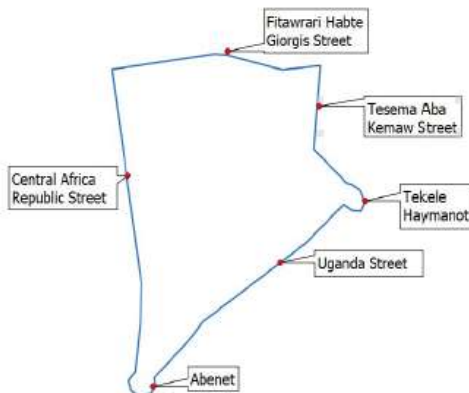 Fitawrari Habte
Giorgis Street
Tesema Aba
Kemaw Street
Central Africa
Republic Street
Tekele
Haymanot
Uganda Street
Abenet